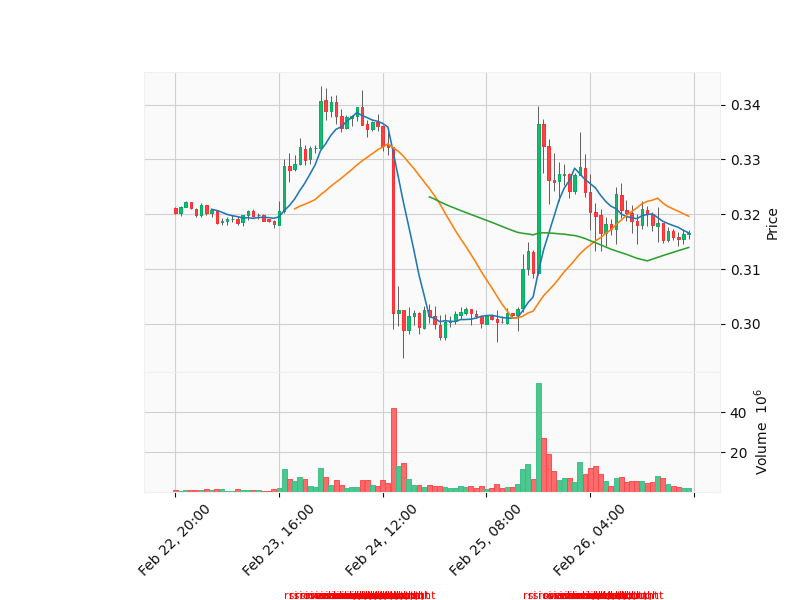 0.34
0.33
0.32
0.31
0.30
Price
40
20
Volume 10^6
Feb 22, 20:00
Feb 23, 16:00
Feb 24, 12:00
Feb 25, 08:00
Feb 26, 04:00